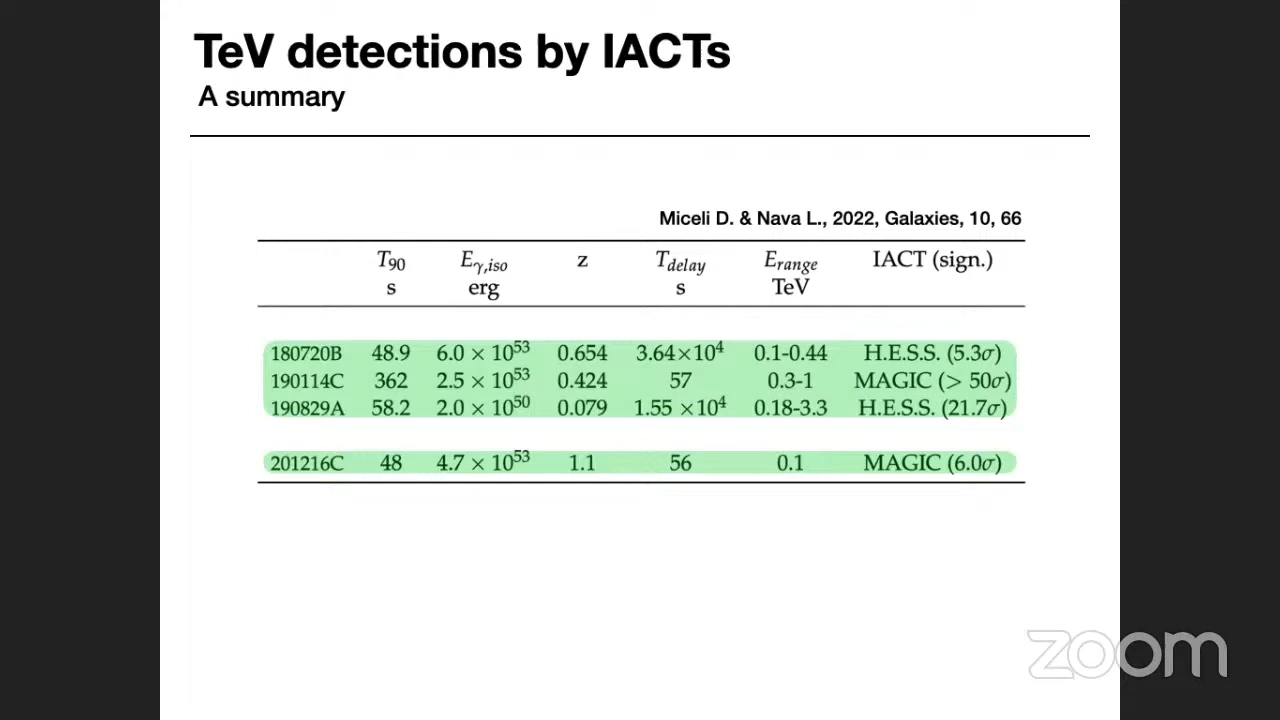 TeV detections by IACTs
A summary
Miceli D. & Nava L., 2022, Galaxies, 10, 66
T90 Eγ,iso z Tdelay Erange IACT (sign.)
s erg s TeV
180720B 48.9 6.0 × 10^53 0.654 3.64×10^4 0.1-0.44 H.E.S.S. (5.3σ)
190114C 362 2.5 × 10^53 0.424 57 0.3-1 MAGIC (> 50σ)
190829A 58.2 2.0 × 10^50 0.079 1.55 ×10^4 0.18-3.3 H.E.S.S. (21.7σ)
201216C 48 4.7 × 10^53 1.1 56 0.1 MAGIC (6.0σ)
zoom